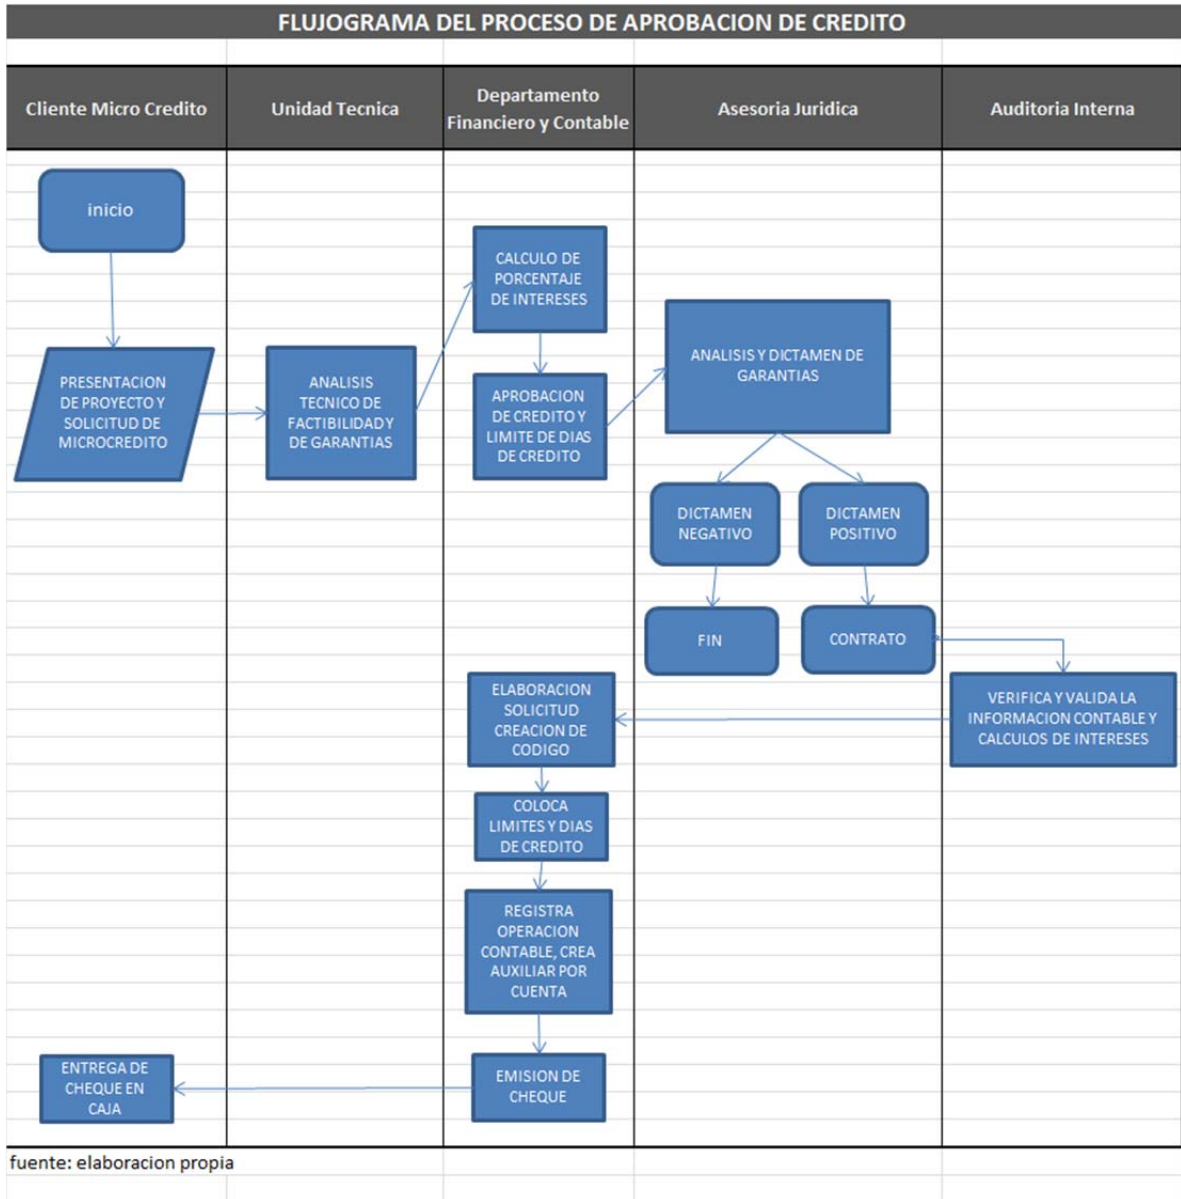 FLUJOGRAMA DEL PROCESO DE APROBACION DE CREDITO
Cliente Micro Credito
Unidad Tecnica
Departamento
Financiero y Contable
Asesoria Juridica
Auditoria Interna
inicio
CALCULO DE
PORCENTAJE
DE INTERESES
PRESENTACION
DE PROYECTO Y
SOLICITUD DE
MICROCREDITO
ANALISIS
TECNICO DE
FACTIBILIDAD Y
DE GARANTIAS
APROBACION
DE CREDITO Y
LIMITE DE DIAS
DE CREDITO
ANALISIS Y DICTAMEN DE
GARANTIAS
DICTAMEN
NEGATIVO
DICTAMEN
POSITIVO
FIN
CONTRATO
VERIFICA Y VALIDA LA
INFORMACION CONTABLE Y
CALCULOS DE INTERESES
ELABORACION
SOLICITUD
CREACION DE
CODIGO
COLOCA
LIMITES Y DIAS
DE CREDITO
REGISTRA
OPERACION
CONTABLE, CREA
AUXILIAR POR
CUENTA
EMISION DE
CHEQUE
ENTREGA DE
CHEQUE EN
CAJA
fuente: elaboracion propia